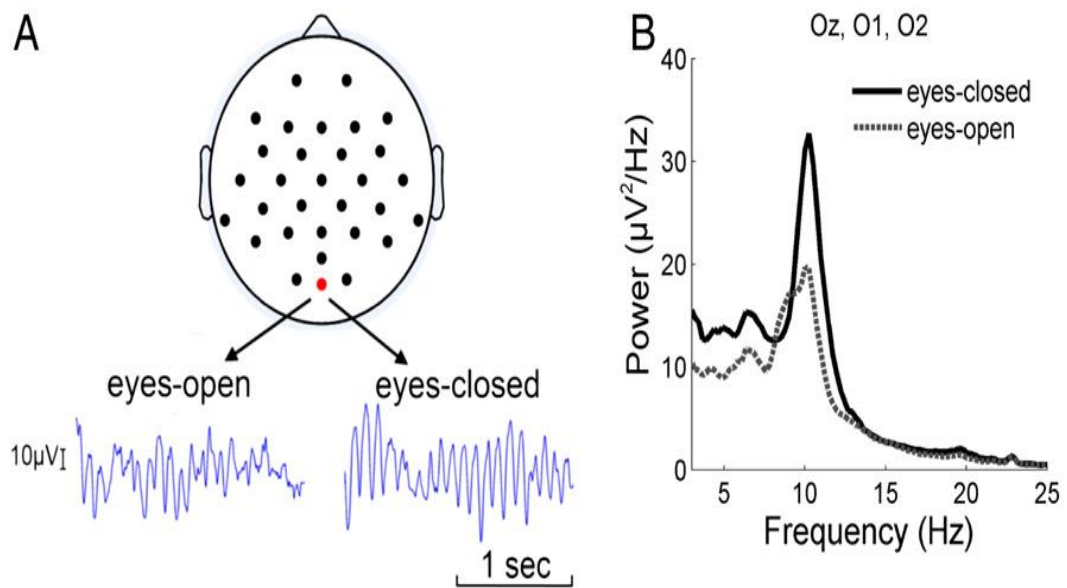 A
eyes-open
eyes-closed
10μV
1 sec
B
Oz, O1, O2
eyes-closed
eyes-open
Power (μV²/Hz)
40
30
20
10
0
5
10
15
20
25
Frequency (Hz)